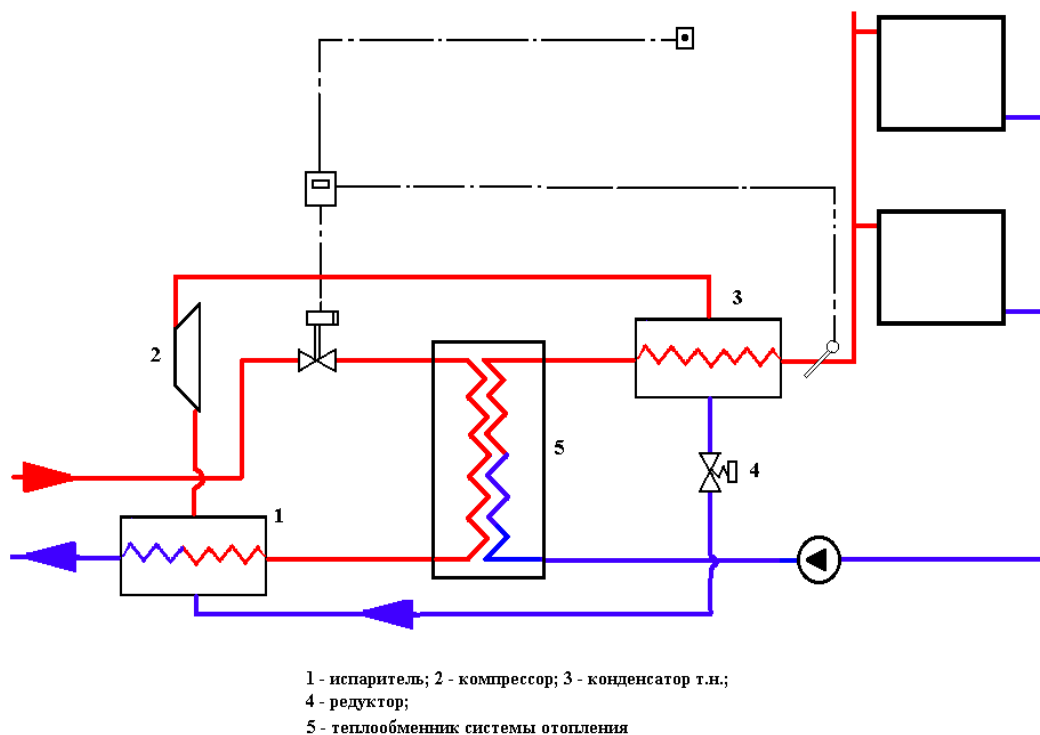 3
2
5
4
1
1 - испаритель; 2 - компрессор; 3 - конденсатор т.н.;
4 - редуктор;
5 - теплообменник системы отопления